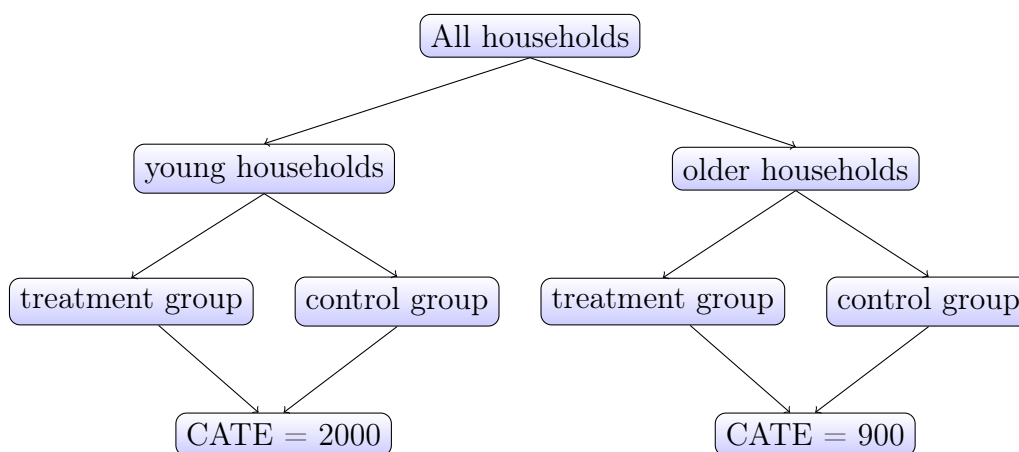 All households
young households
older households
treatment group
control group
treatment group
control group
CATE = 2000
CATE = 900